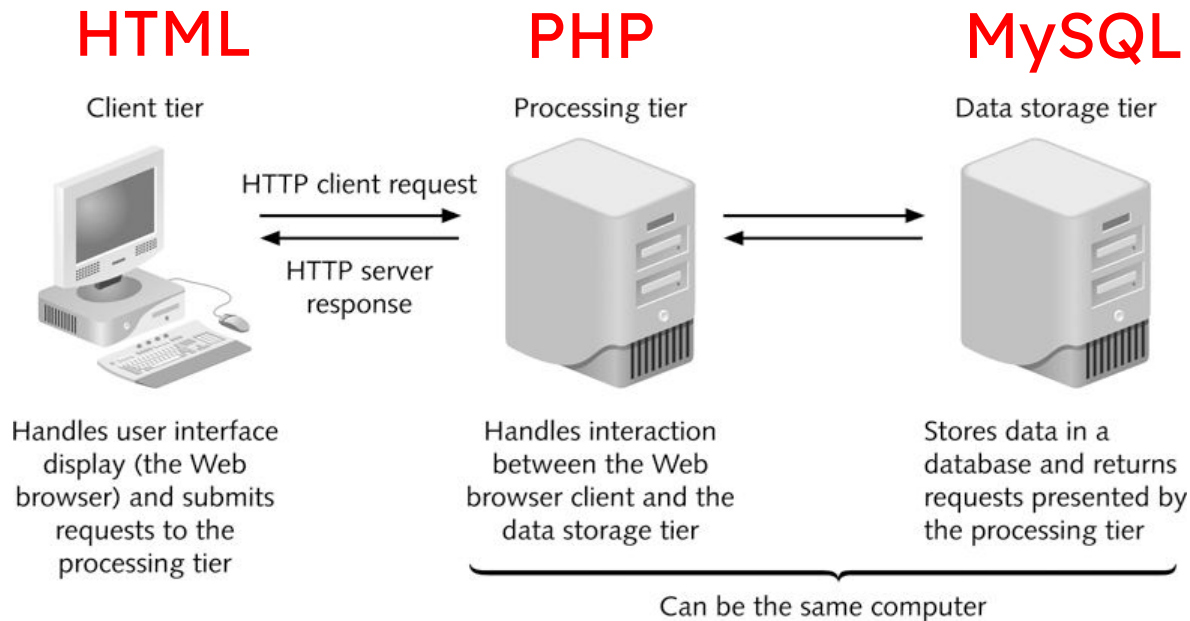 HTML
PHP
MySQL
Client tier
Processing tier
Data storage tier
HTTP client request
HTTP server
response
Handles user interface
display (the Web
browser) and submits
requests to the
processing tier
Handles interaction
between the Web
browser client and the
data storage tier
Stores data in a
database and returns
requests presented by
the processing tier
Can be the same computer